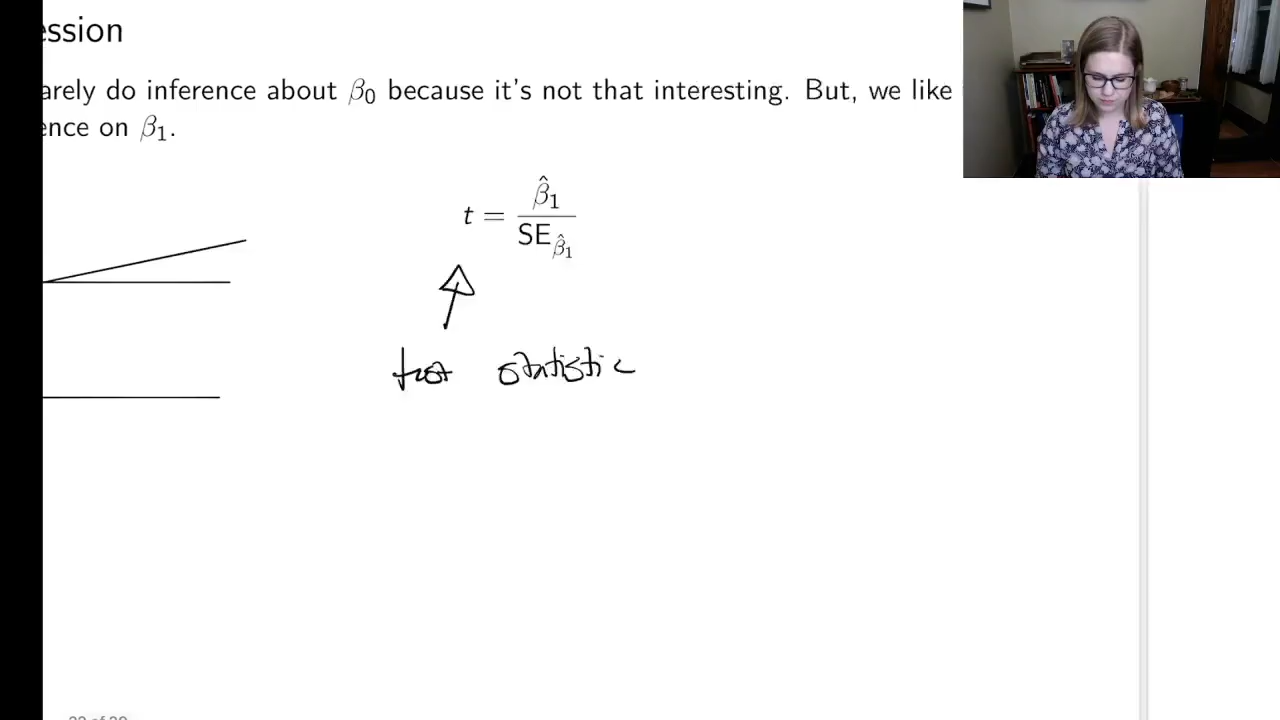 ession
arely do inference about β₀ because it's not that interesting. But, we like
ence on β₁.
t = β̂₁ / SE_β̂₁
test statistic